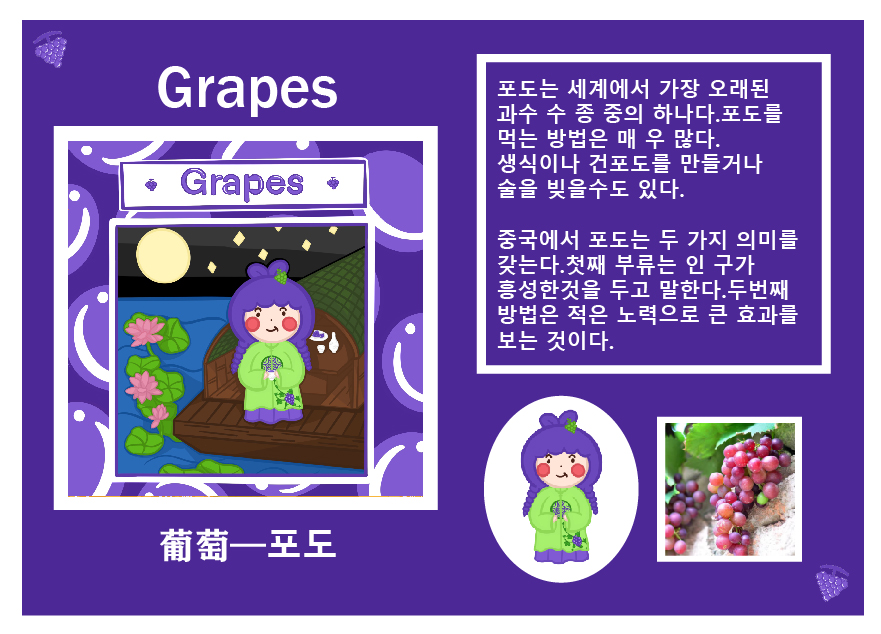 Grapes
Grapes
葡萄—포도
포도는 세계에서 가장 오래된
과수 수 종 중의 하나다.포도를
먹는 방법은 매 우 많다.
생식이나 건포도를 만들거나
술을 빚을수도 있다.
중국에서 포도는 두 가지 의미를
갖는다.첫째 부류는 인 구가
흥성한것을 두고 말한다.두번째
방법은 적은 노력으로 큰 효과를
보는 것이다.